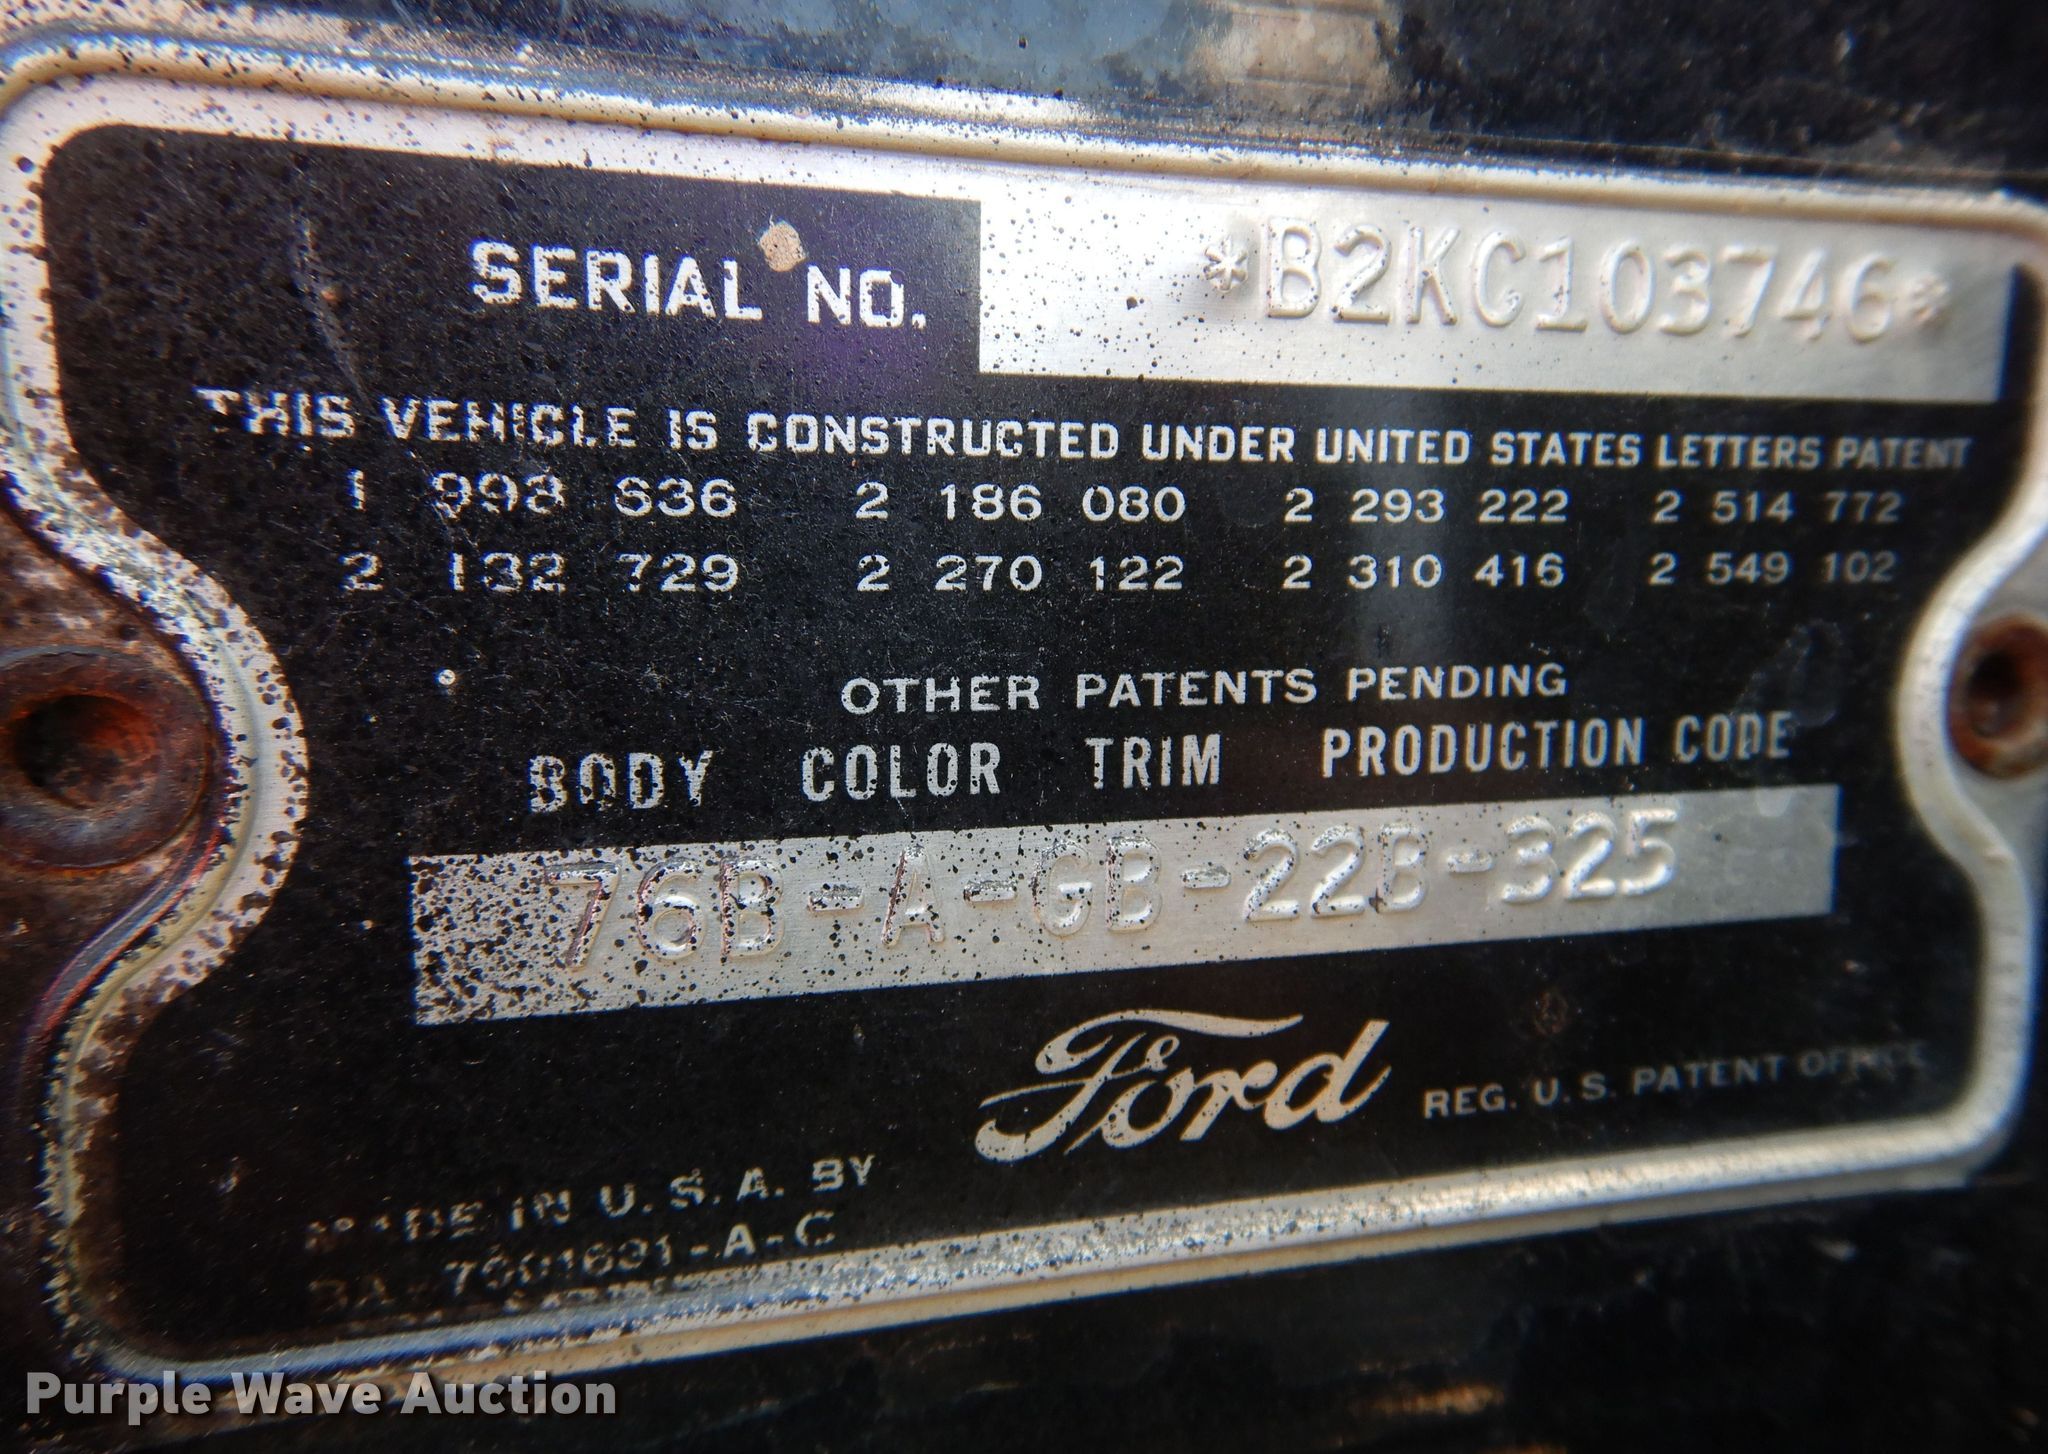 SERIAL NO. *B2KC103746*
THIS VEHICLE IS CONSTRUCTED UNDER UNITED STATES LETTERS PATENT
1 998 636 2 186 080 2 293 222 2 514 772
2 132 729 2 270 122 2 310 416 2 549 102
OTHER PATENTS PENDING
BODY COLOR TRIM PRODUCTION CODE
76B-A-GB-22B-325
Ford REG. U. S. PATENT OFFICE
MADE IN U. S. A. BY
Purple Wave Auction